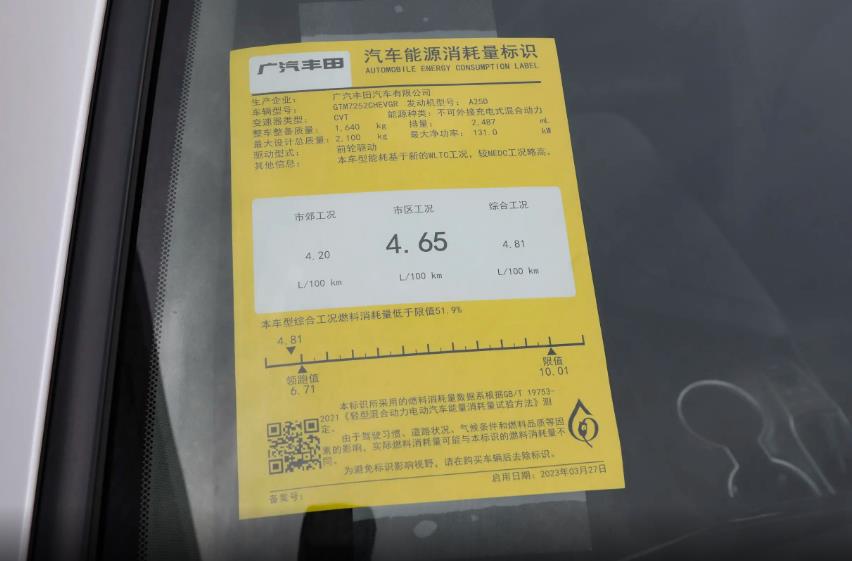 广汽丰田
汽车能源消耗量标识
AUTOMOBILE ENERGY CONSUMPTION LABEL
生产企业： 广汽丰田汽车有限公司
车辆型号： GTM7252CHEVGR 发动机型号： A25D
变速器类型： CVT 能源种类：不可外接充电式混合动力
整车整备质量： 1,640 kg 排量： 2.487 mL
最大设计总质量：2,100 kg 最大净功率：131.0 kW
驱动型式： 前轮驱动
其他信息： 本车型能耗基于新的WLTC工况，较NEDC工况略高。
市郊工况 市区工况 综合工况
4.20 4.65 4.81
L/100 km L/100 km L/100 km
本车型综合工况燃料消耗量低于限值51.9%
4.81
领跑值 限值
6.71 10.01
本标识所采用的燃料消耗量数据系根据GB/T 19753-
2021《轻型混合动力电动汽车能量消耗量试验方法》测
定。
由于驾驶习惯、道路状况、气候条件和燃料品质等因
素的影响，实际燃料消耗量可能与本标识的燃料消耗量不
同。
为避免标识影响视野，请在购买车辆后去除标识。
备案号： 启用日期：2023年03月27日